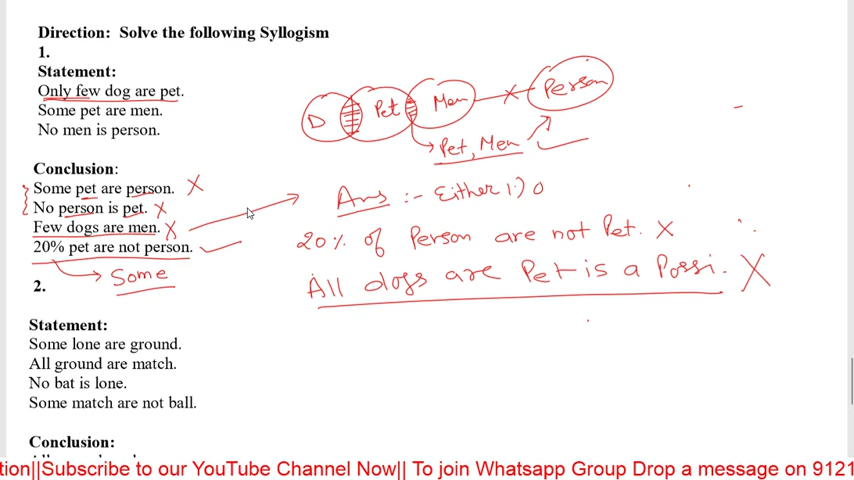 Direction: Solve the following Syllogism
1.
Statement:
Only few dog are pet.
Some pet are men.
No men is person.
D Pet Men Person
→ Pet, Men
Conclusion:
Some pet are person. X
No person is pet. X
Few dogs are men. X
20% pet are not person.
→ Some
Ans :- Either 1) 0
20% of Person are not Pet. X
All dogs are Pet is a Possi. X
2.
Statement:
Some lone are ground.
All ground are match.
No bat is lone.
Some match are not ball.
Conclusion:
tion||Subscribe to our YouTube Channel Now|| To join Whatsapp Group Drop a message on 9121